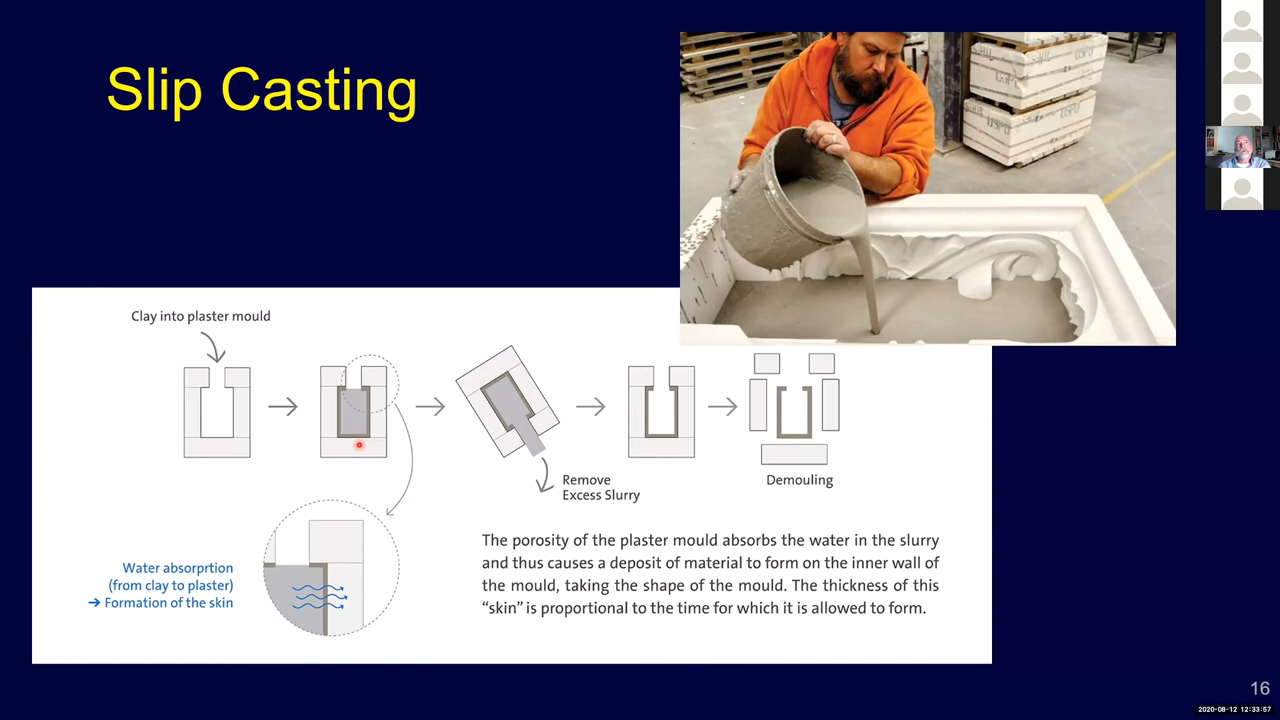 Slip Casting
Clay into plaster mould
Remove
Excess Slurry
Demouling
Water absorprtion
(from clay to plaster)
➔ Formation of the skin
The porosity of the plaster mould absorbs the water in the slurry
and thus causes a deposit of material to form on the inner wall of
the mould, taking the shape of the mould. The thickness of this
“skin” is proportional to the time for which it is allowed to form.
16
2020-08-12 12:33:57